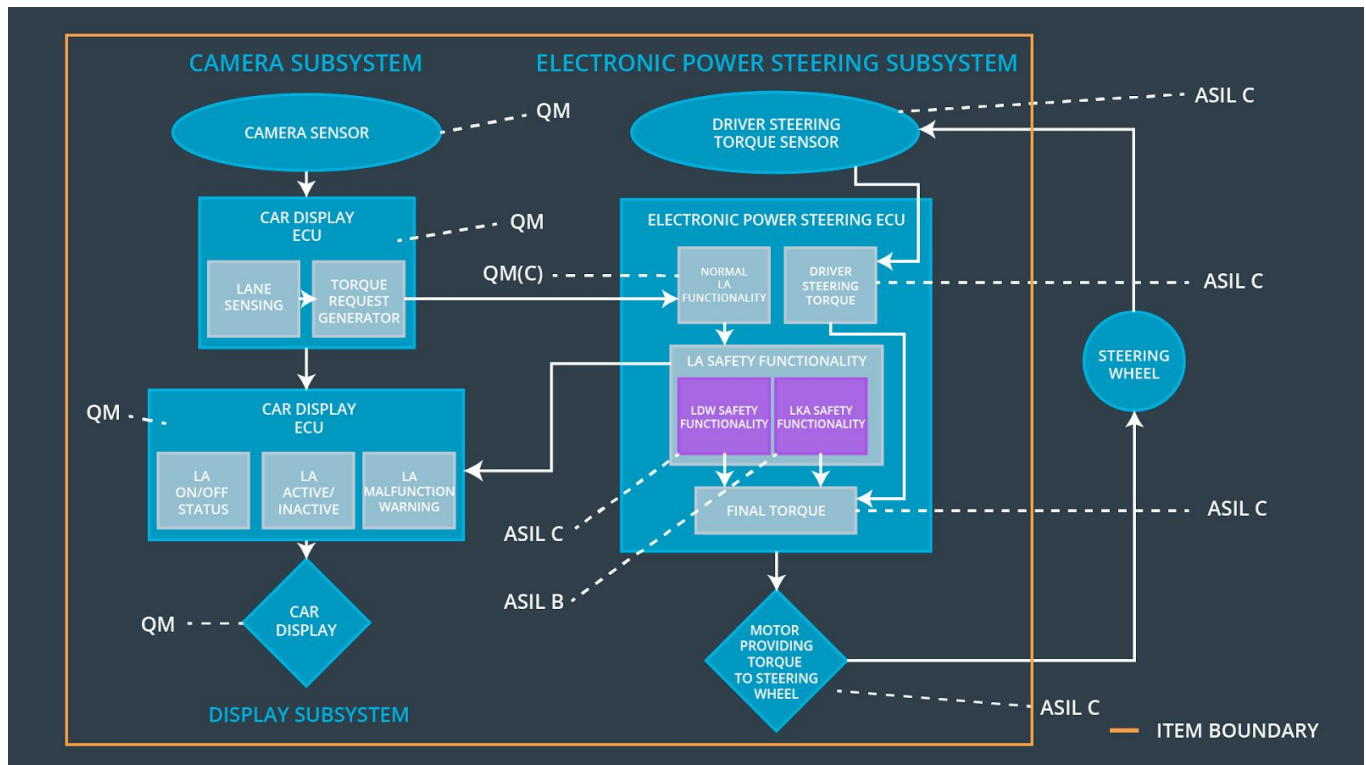 CAMERA SUBSYSTEM
ELECTRONIC POWER STEERING SUBSYSTEM
CAMERA SENSOR
QM
DRIVER STEERING
TORQUE SENSOR
ASIL C
CAR DISPLAY
ECU
QM
LANE
SENSING
TORQUE
REQUEST
GENERATOR
QM(C)
ELECTRONIC POWER STEERING ECU
NORMAL
LA
FUNCTIONALITY
DRIVER
STEERING
TORQUE
ASIL C
LA SAFETY FUNCTIONALITY
LDW SAFETY
FUNCTIONALITY
LKA SAFETY
FUNCTIONALITY
STEERING
WHEEL
QM
CAR DISPLAY
ECU
LA
ON/OFF
STATUS
LA
ACTIVE/
INACTIVE
LA
MALFUNCTION
WARNING
FINAL TORQUE
ASIL C
ASIL C
ASIL B
QM
CAR
DISPLAY
MOTOR
PROVIDING
TORQUE
TO STEERING
WHEEL
ASIL C
DISPLAY SUBSYSTEM
ITEM BOUNDARY